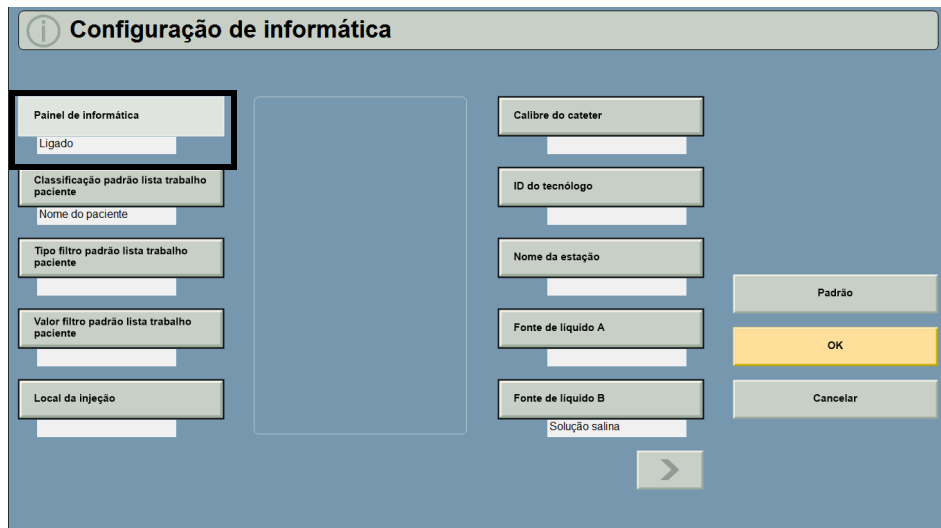 Configuração de informática
Painel de informática
Ligado
Classificação padrão lista trabalho
paciente
Nome do paciente
Tipo filtro padrão lista trabalho
paciente
Valor filtro padrão lista trabalho
paciente
Local da injeção
Calibre do cateter
ID do tecnólogo
Nome da estação
Fonte de líquido A
Fonte de líquido B
Solução salina
Padrão
OK
Cancelar